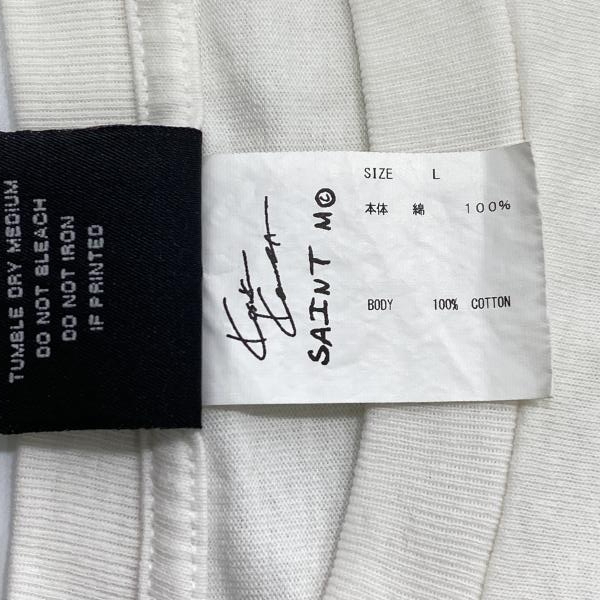 TUMBLE DRY MEDIUM
DO NOT BLEACH
DO NOT IRON
IF PRINTED
SAINT M©
SIZE L
本体 綿 100%
BODY 100% COTTON